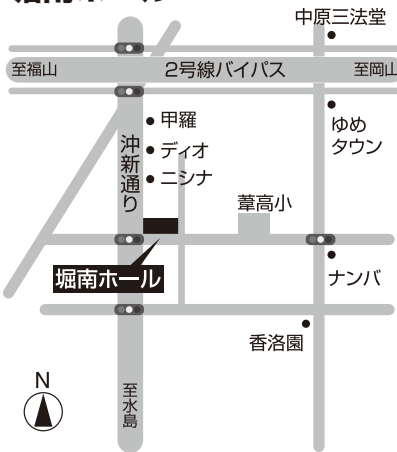 中原三法堂
至福山
2号線バイパス
至岡山
甲羅
ディオ
ニシナ
沖新通り
ゆめ
タウン
葦高小
堀南ホール
ナンバ
香洛園
至水島
N